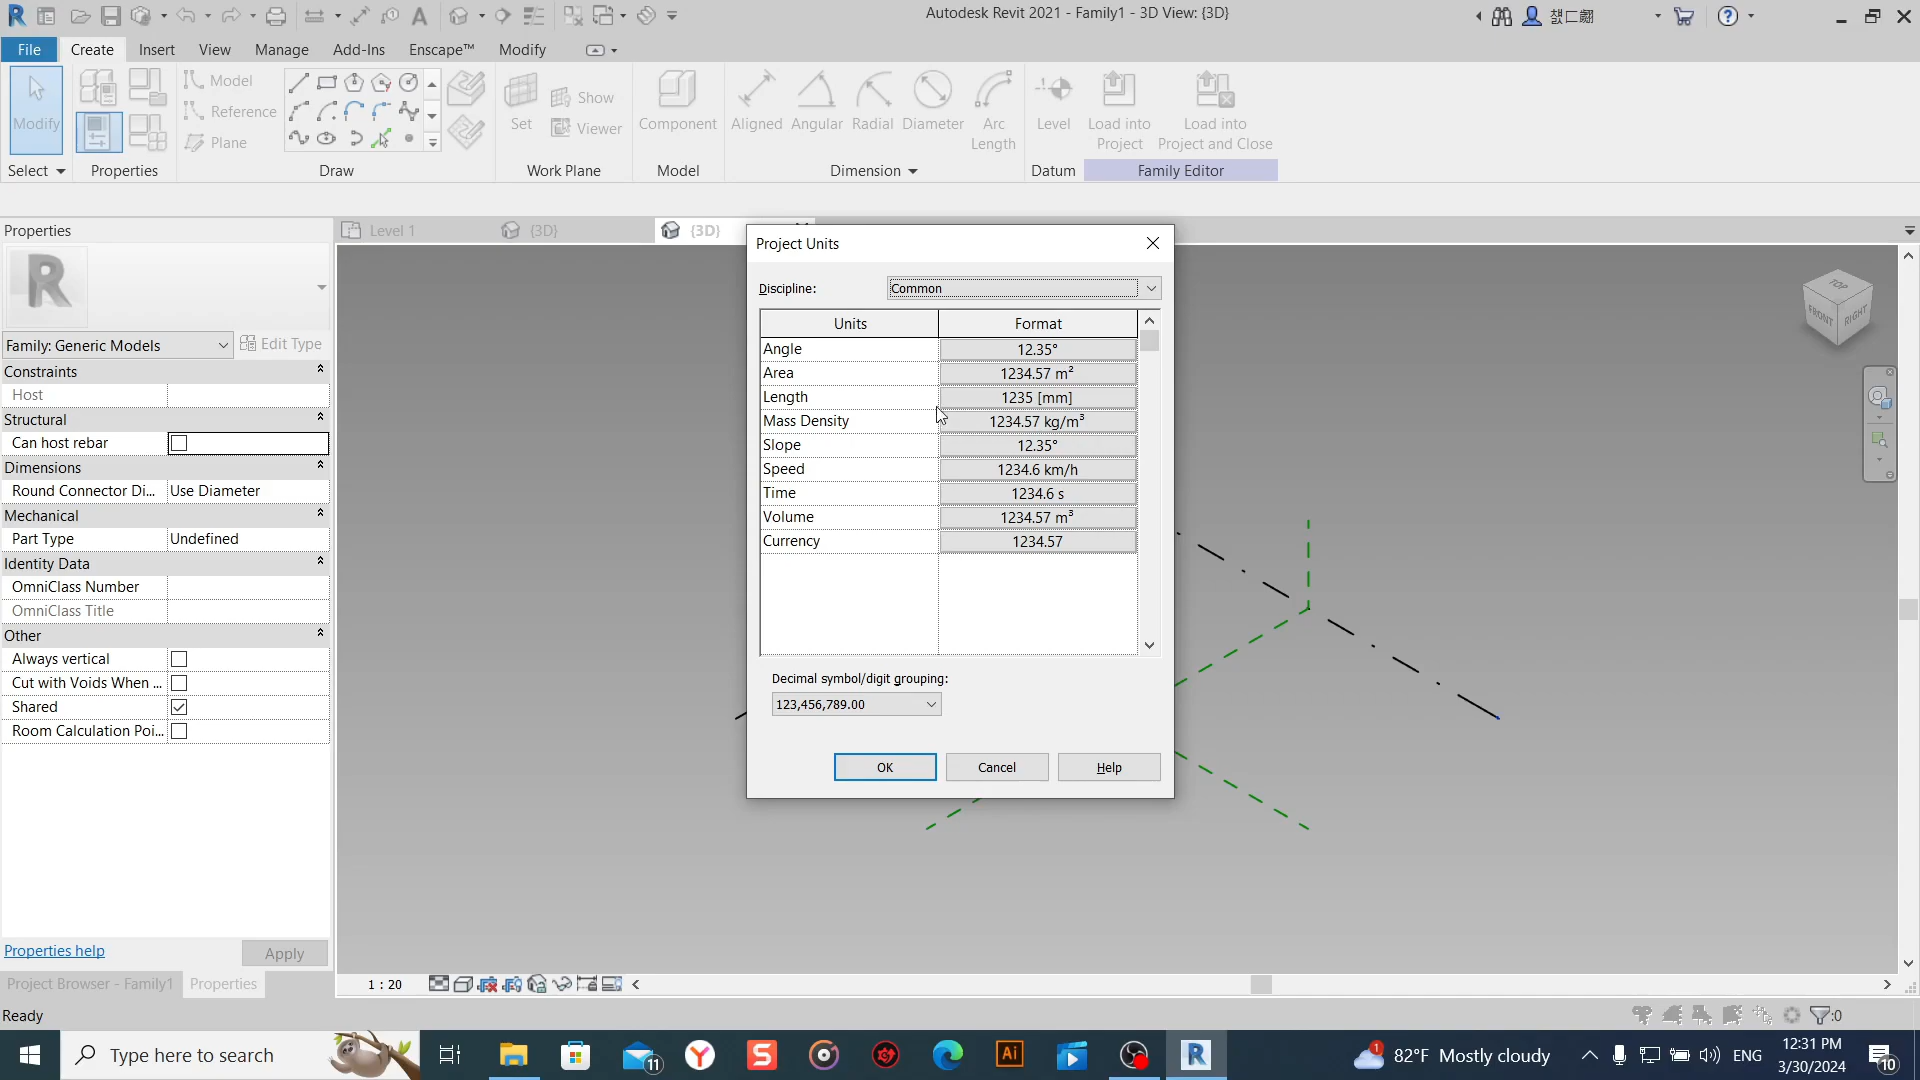 Autodesk Revit 2021 - Family1 - 3D View: {3D}
File Create Insert View Manage Add-Ins Enscape™ Modify
Modify
Model
Reference
Plane
Set
Show
Viewer
Component
Aligned Angular Radial Diameter Arc Length
Level
Load into Project
Load into Project and Close
Select Properties Draw Work Plane Model Dimension Datum Family Editor
Properties
Level 1 {3D} {3D}
Family: Generic Models Edit Type
Constraints
Host
Structural
Can host rebar
Dimensions
Round Connector Di... Use Diameter
Mechanical
Part Type Undefined
Identity Data
OmniClass Number
OmniClass Title
Other
Always vertical
Cut with Voids When ...
Shared
Room Calculation Poi...
Properties help Apply
Project Browser - Family1 Properties
Project Units
Discipline: Common
Units Format
Angle 12.35°
Area 1234.57 m²
Length 1235 [mm]
Mass Density 1234.57 kg/m³
Slope 12.35°
Speed 1234.6 km/h
Time 1234.6 s
Volume 1234.57 m³
Currency 1234.57
Decimal symbol/digit grouping:
123,456,789.00
OK Cancel Help
TOP
FRONT RIGHT
1 : 20
Ready
:0
Type here to search
11
82°F Mostly cloudy
1
ENG
12:31 PM
3/30/2024
10